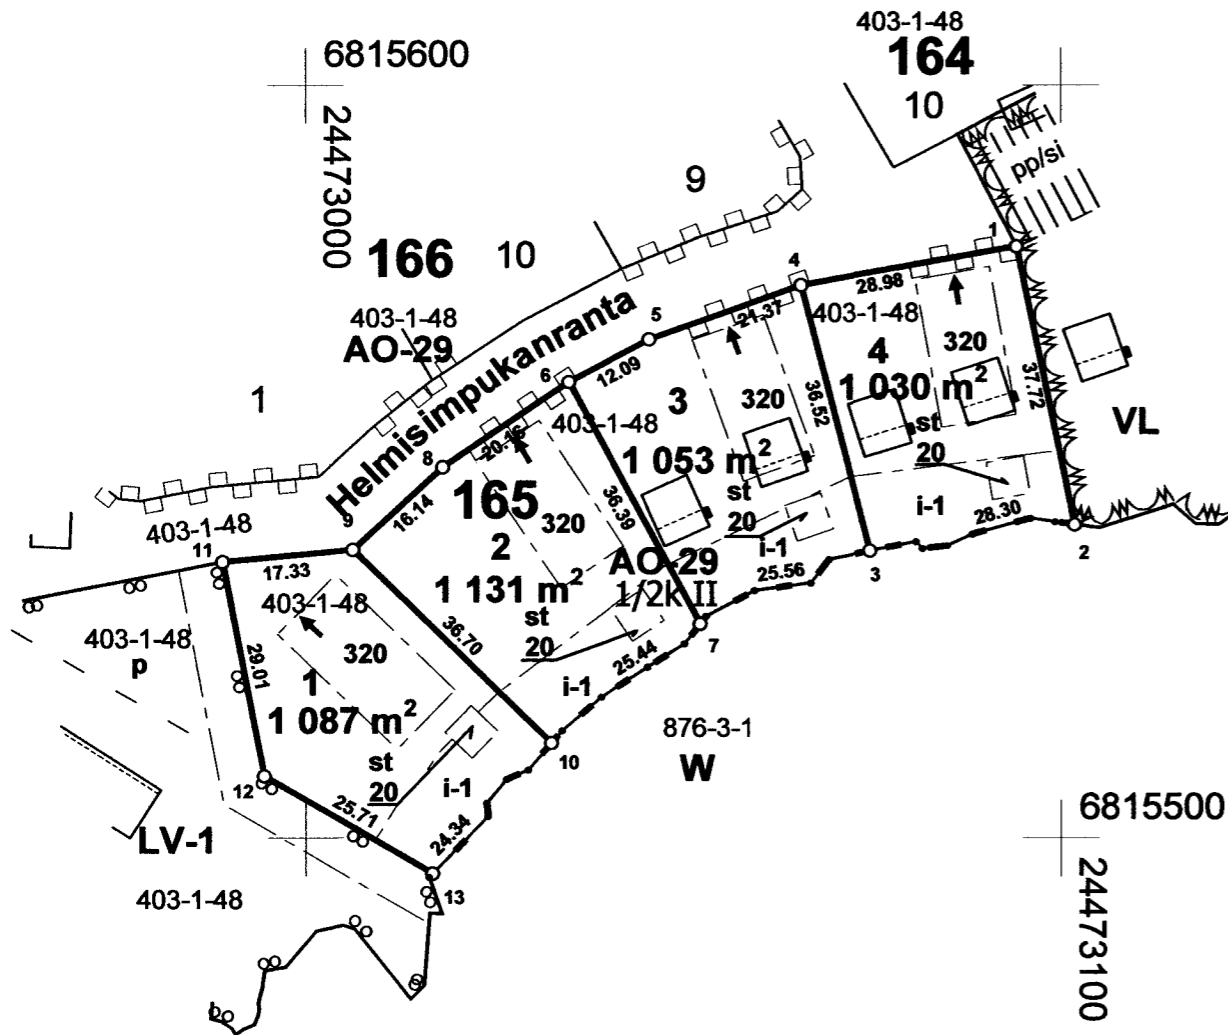 403-1-48
164
10
6815600
24473000
pp/si
9
166
10
1
403-1-48
AO-29
Helmisimpukanranta
4
28.98
403-1-48
4
320
1 030 m²
st
20
i-1
28.30
37.72
2
VL
5
21.37
12.09
6
3
320
403-1-48
1 053 m²
st
20
i-1
36.52
3
25.56
36.39
AO-29
1/2k II
7
8
20.16
165
320
2
1 131 m²
st
20
i-1
25.44
16.14
9
36.70
10
403-1-48
11
17.33
403-1-48
320
1
1 087 m²
st
20
i-1
29.01
403-1-48
p
12
25.71
24.34
13
LV-1
403-1-48
876-3-1
W
6815500
24473100